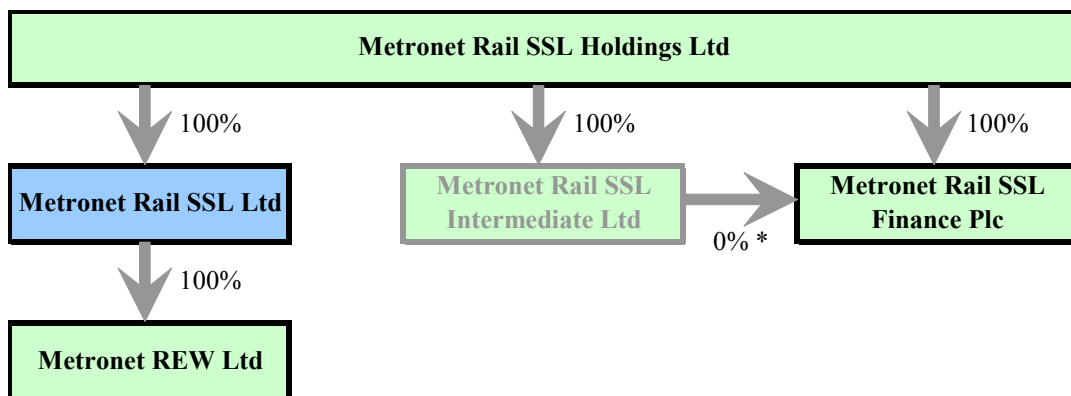 Metronet Rail SSL Holdings Ltd
100%
100%
100%
Metronet Rail SSL Ltd
Metronet Rail SSL
Intermediate Ltd
0% *
Metronet Rail SSL
Finance Plc
100%
Metronet REW Ltd